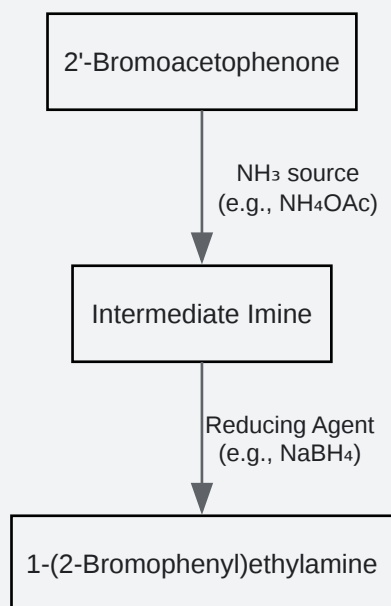 2'-Bromoacetophenone
NH₃ source
(e.g., NH₄OAc)
Intermediate Imine
Reducing Agent
(e.g., NaBH₄)
1-(2-Bromophenyl)ethylamine